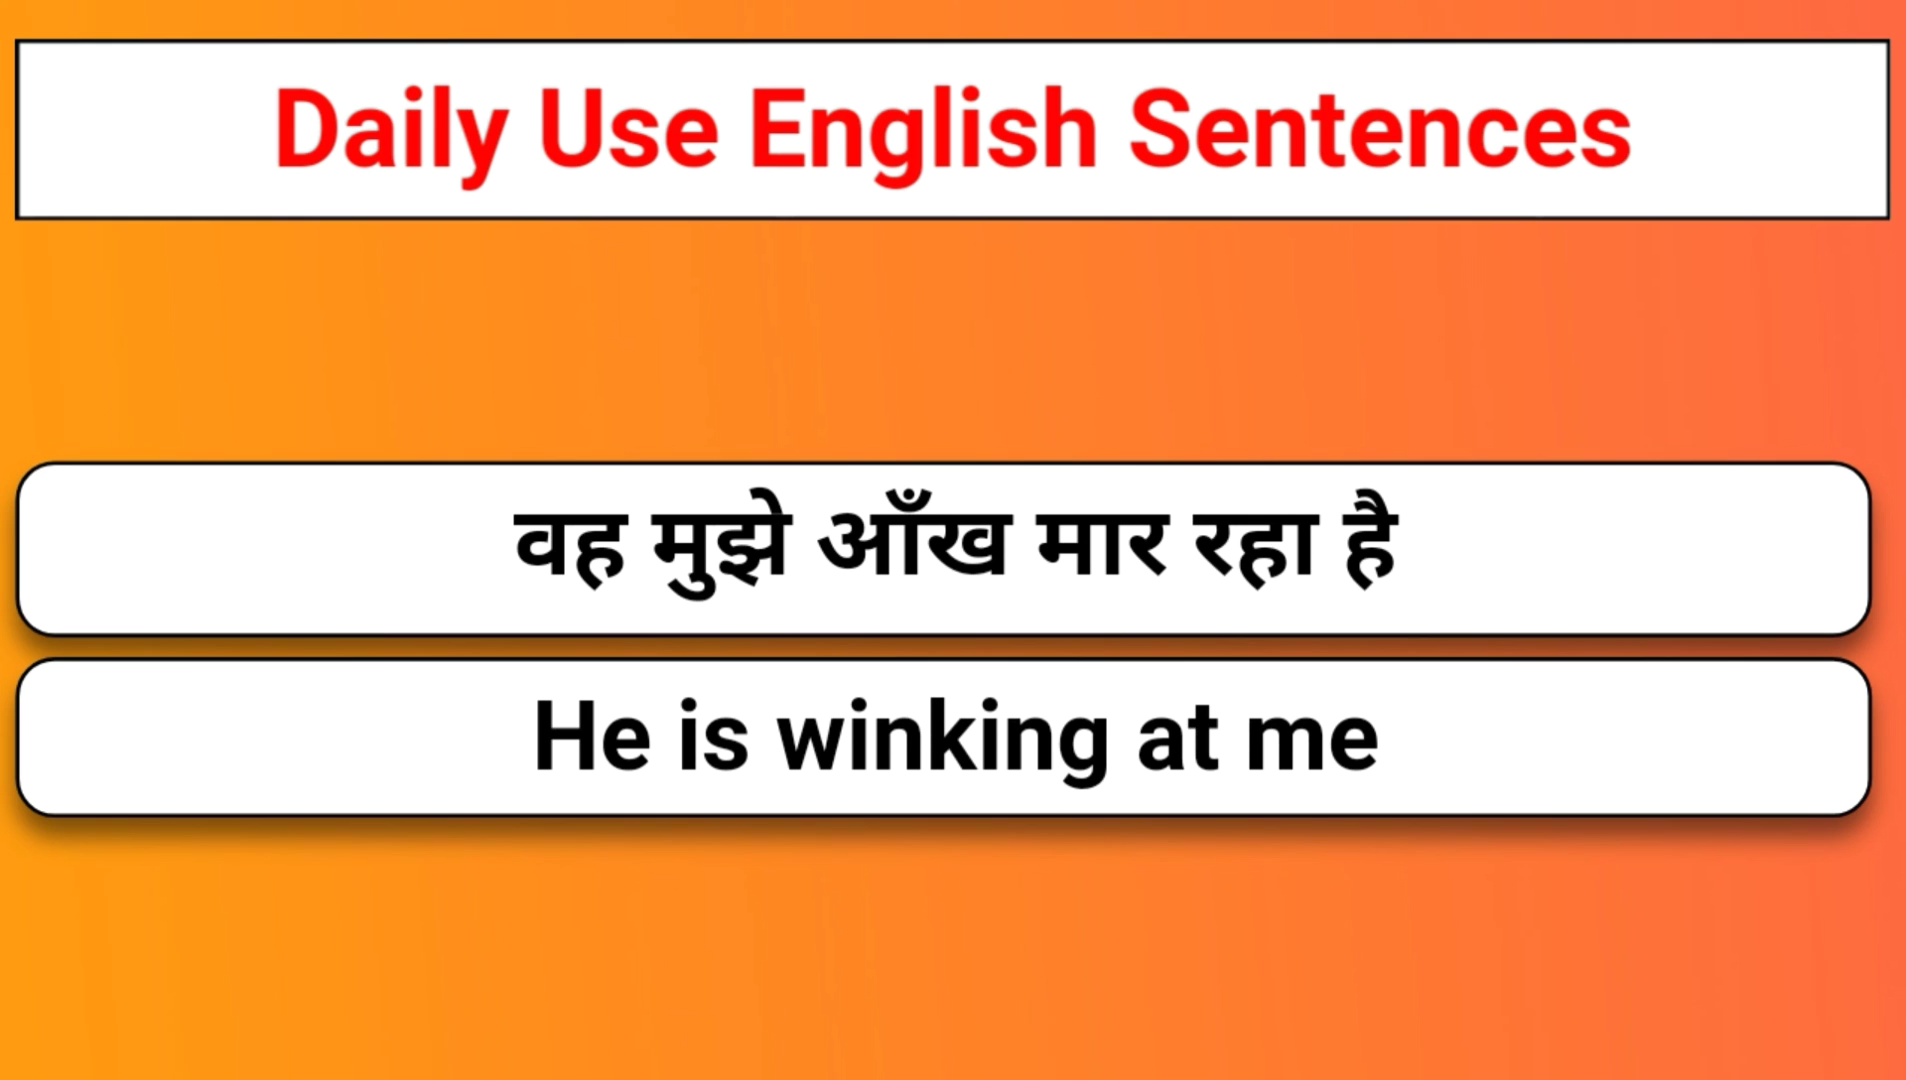 Daily Use English Sentences
वह मुझे आँख मार रहा है
He is winking at me